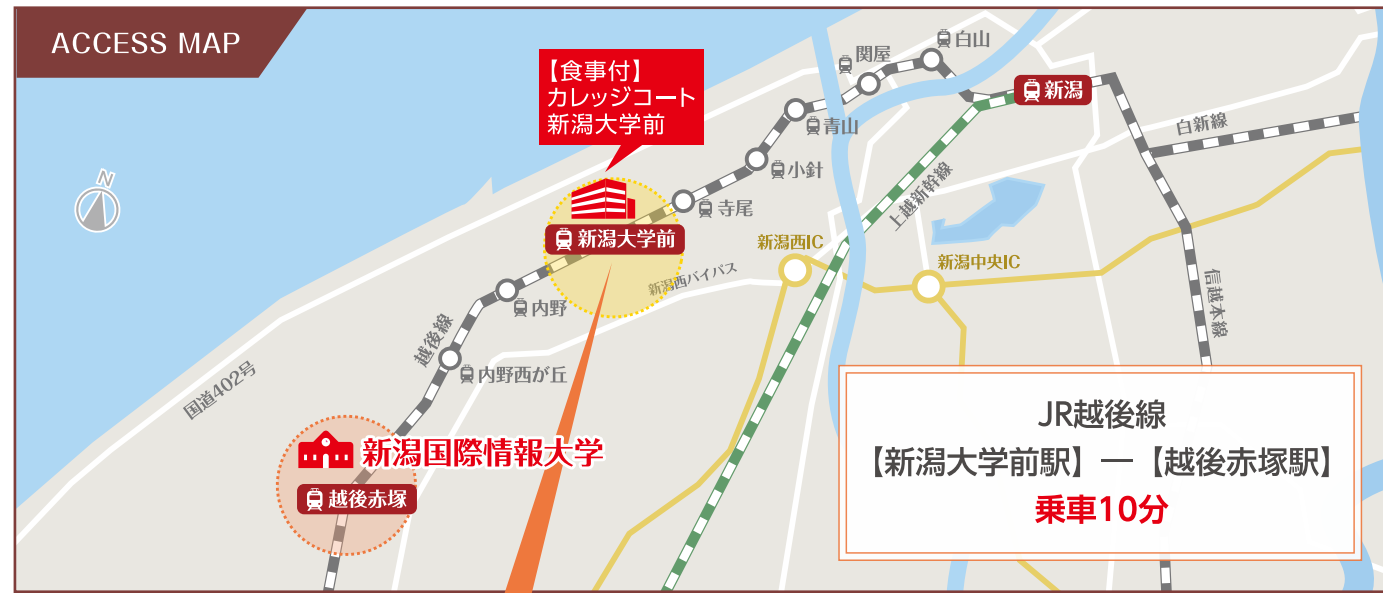 ACCESS MAP
【食事付】
カレッジコート
新潟大学前
N
関屋
白山
新潟
青山
白新線
小針
上越新幹線
寺尾
新潟大学前
新潟西IC
新潟中央IC
新潟西バイパス
内野
信越本線
越後線
内野西が丘
国道402号
新潟国際情報大学
越後赤塚
JR越後線
【新潟大学前駅】―【越後赤塚駅】
乗車10分